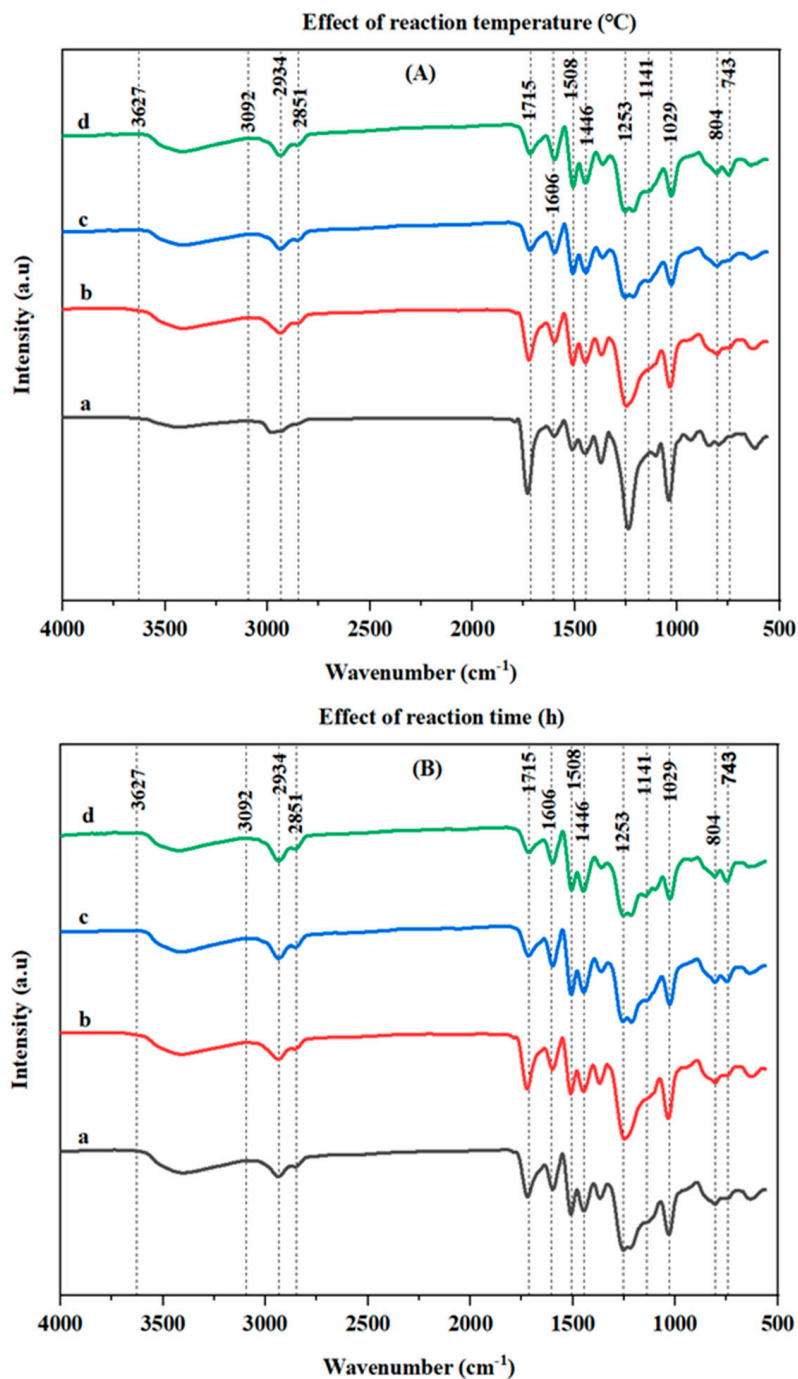 Effect of reaction temperature (°C)
(A)
3627
3092
2934
2851
1715
1606
1508
1446
1253
1141
1029
804
743
d
c
b
a
Intensity (a.u)
4000 3500 3000 2500 2000 1500 1000 500
Wavenumber (cm⁻¹)
Effect of reaction time (h)
(B)
3627
3092
2934
2851
1715
1606
1508
1446
1253
1141
1029
804
743
d
c
b
a
Intensity (a.u)
4000 3500 3000 2500 2000 1500 1000 500
Wavenumber (cm⁻¹)